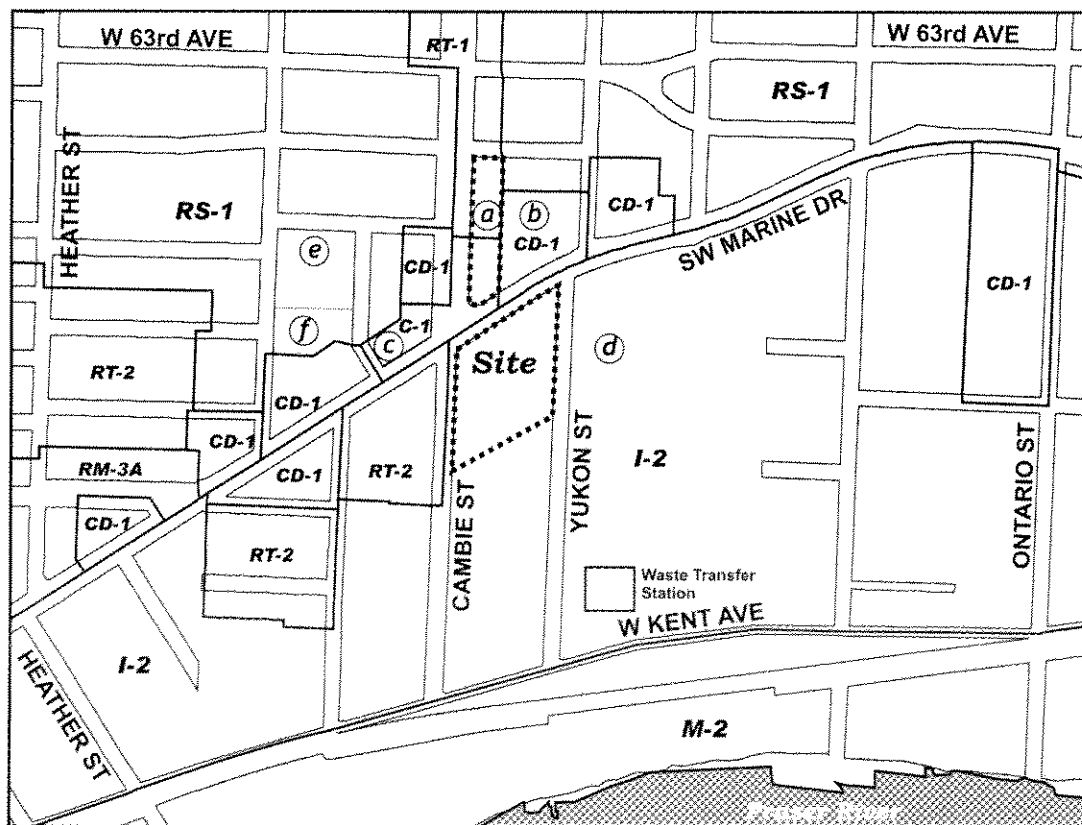 W 63rd AVE
RT-1
W 63rd AVE
RS-1
HEATHER ST
RS-1
a
b
CD-1
CD-1
SW MARINE DR
e
CD-1
CD-1
f
C-1
c
d
Site
RT-2
CD-1
CD-1
RM-3A
CD-1
RT-2
I-2
CD-1
RT-2
CAMBIE ST
YUKON ST
ONTARIO ST
Waste Transfer
Station
W KENT AVE
I-2
HEATHER ST
M-2
Fraser River